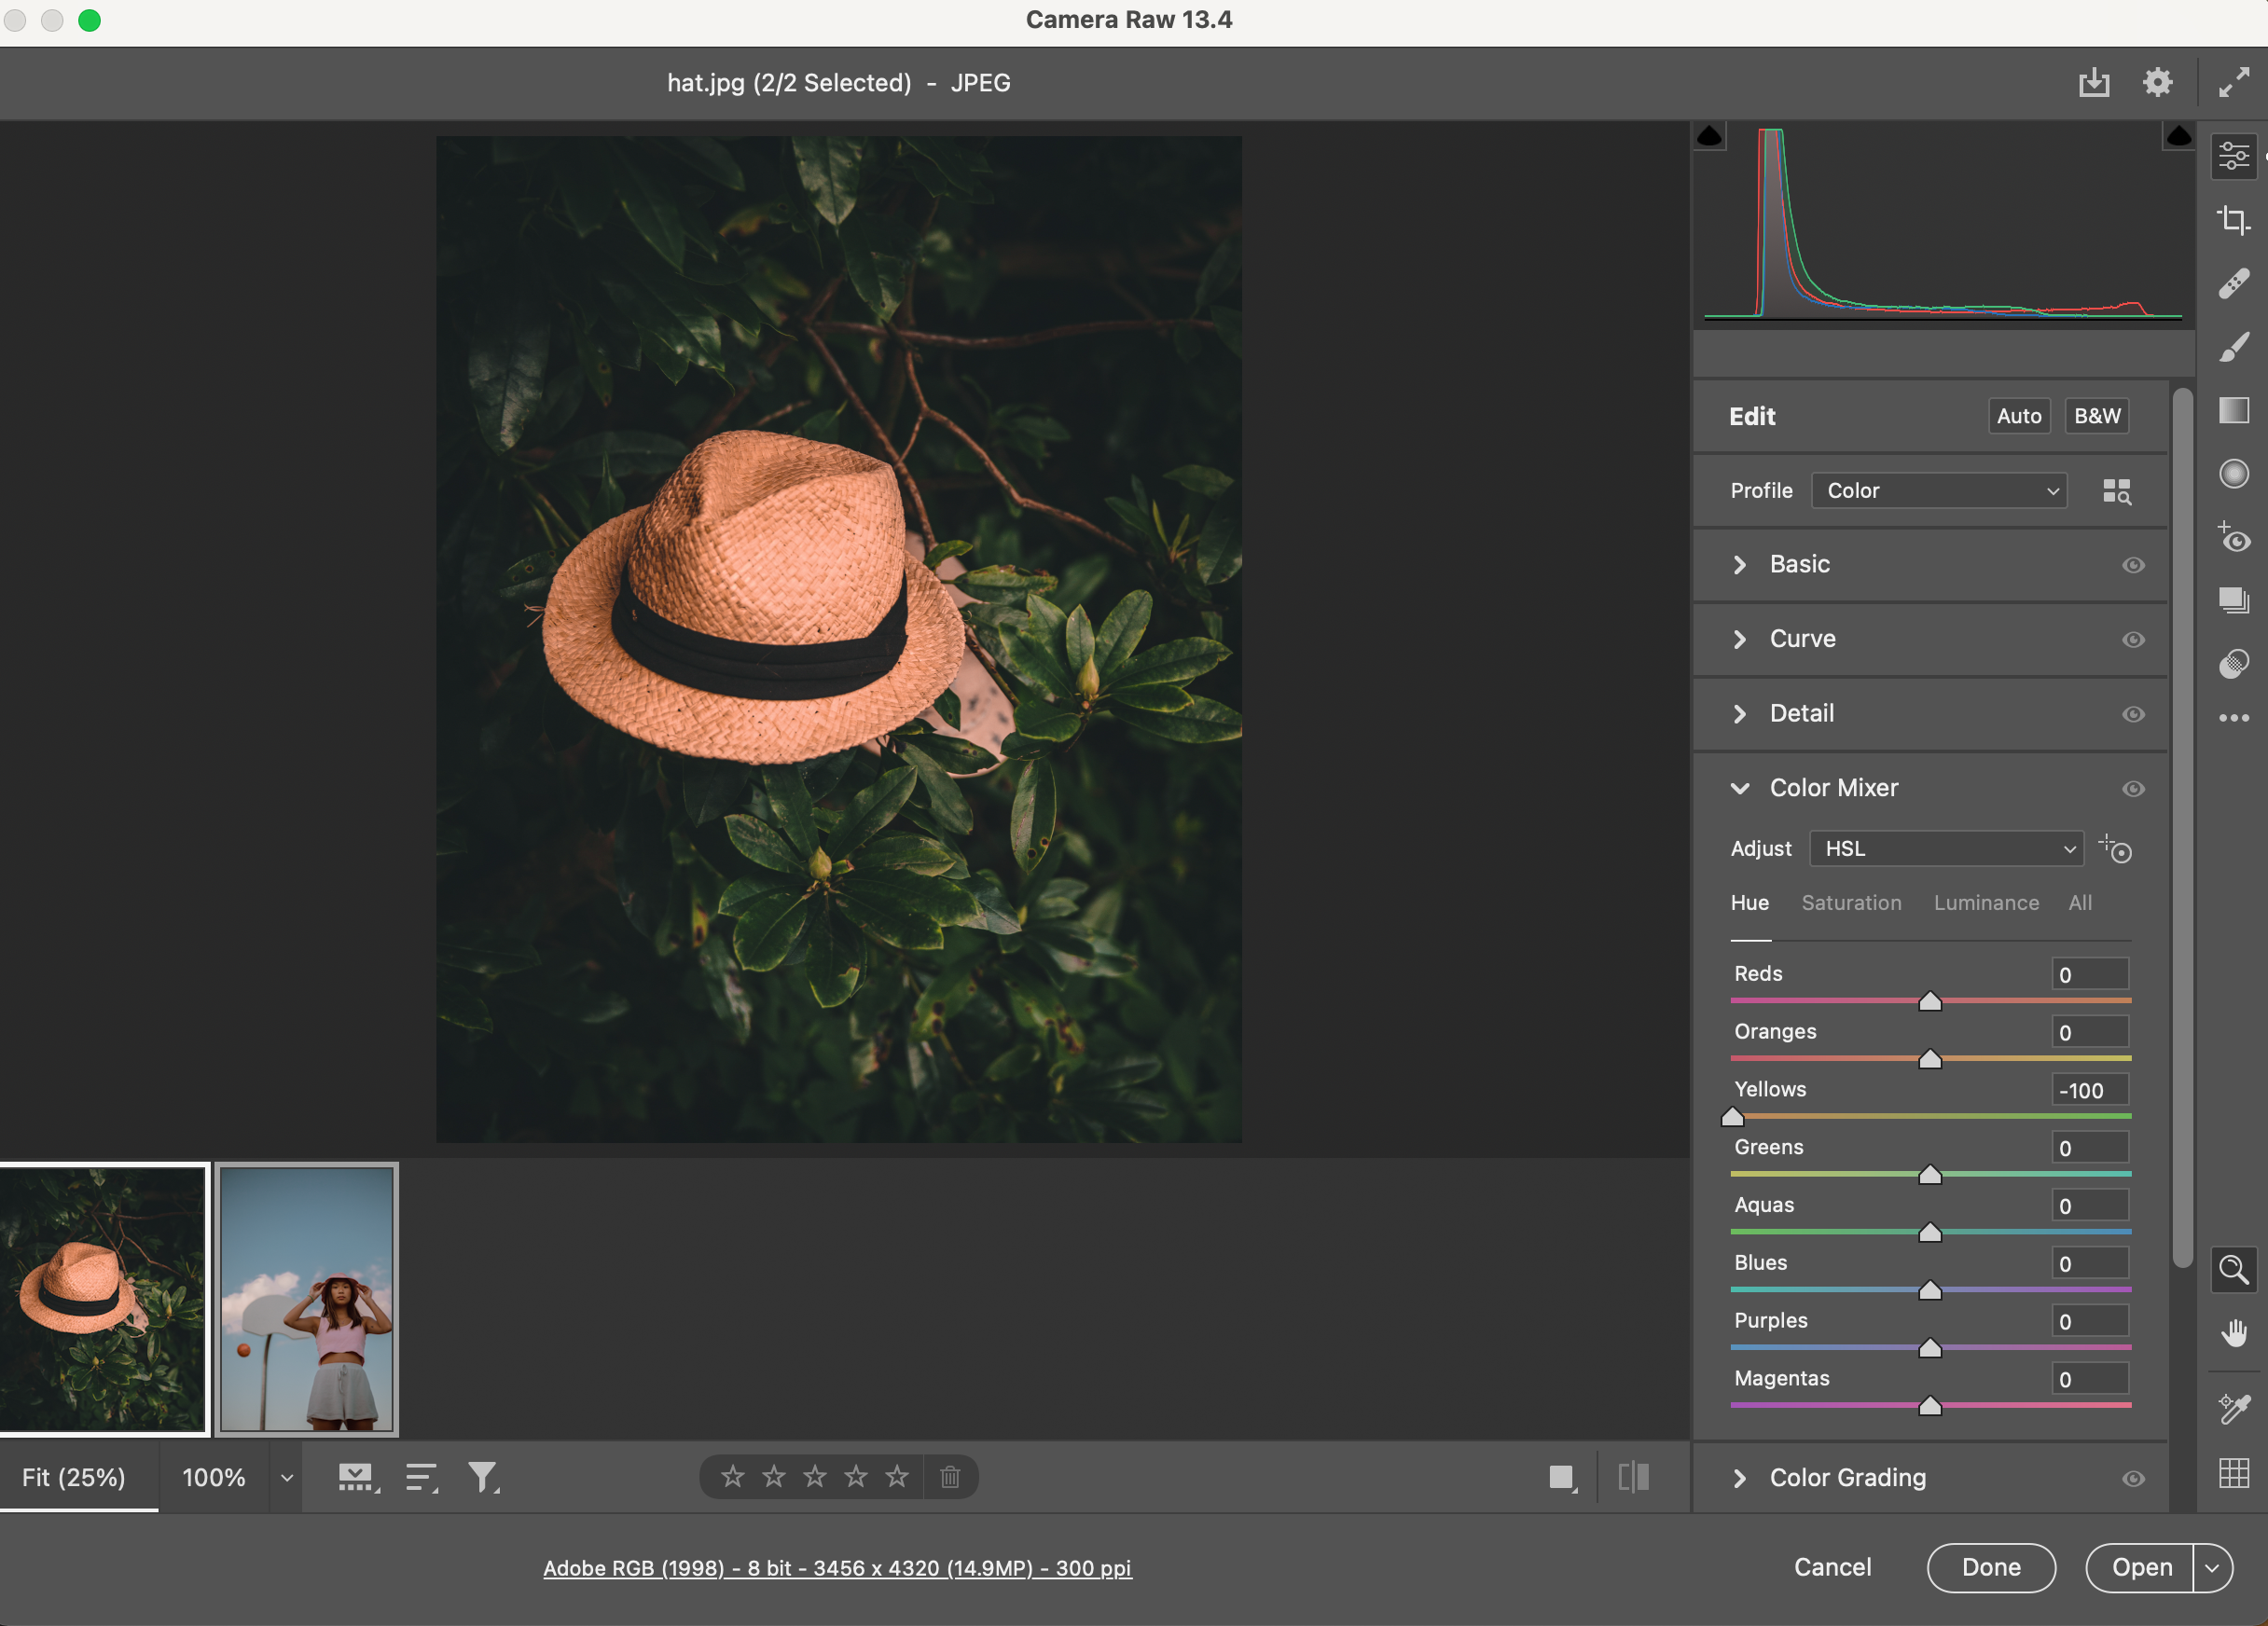 Camera Raw 13.4
hat.jpg (2/2 Selected) - JPEG
Edit
Auto
B&W
Profile
Color
Basic
Curve
Detail
Color Mixer
Adjust
HSL
Hue Saturation Luminance All
Reds 0
Oranges 0
Yellows -100
Greens 0
Aquas 0
Blues 0
Purples 0
Magentas 0
Color Grading
Fit (25%)
100%
Adobe RGB (1998) - 8 bit - 3456 x 4320 (14.9MP) - 300 ppi
Cancel
Done
Open